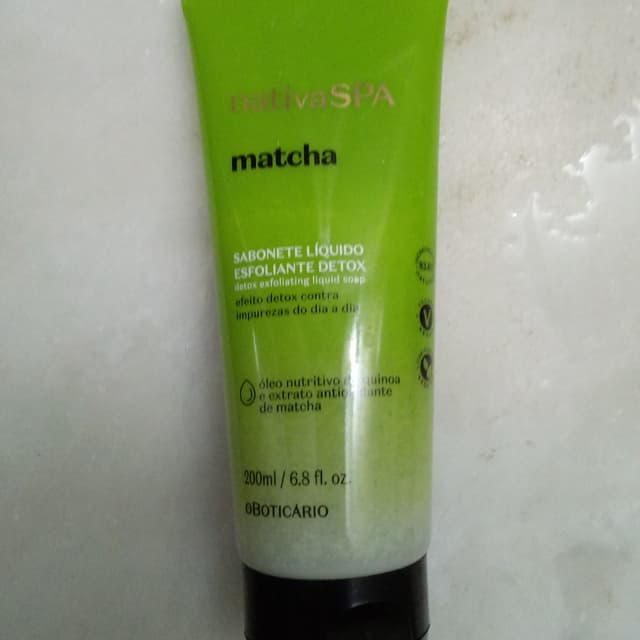 nativaSPA
matcha
SABONETE LÍQUIDO
ESFOLIANTE DETOX
detox exfoliating liquid soap
efeito detox contra
impurezas do dia a dia
óleo nutritivo de quinoa
e extrato antioxidante
de matcha
200ml / 6.8 fl. oz.
oBOTICÁRIO